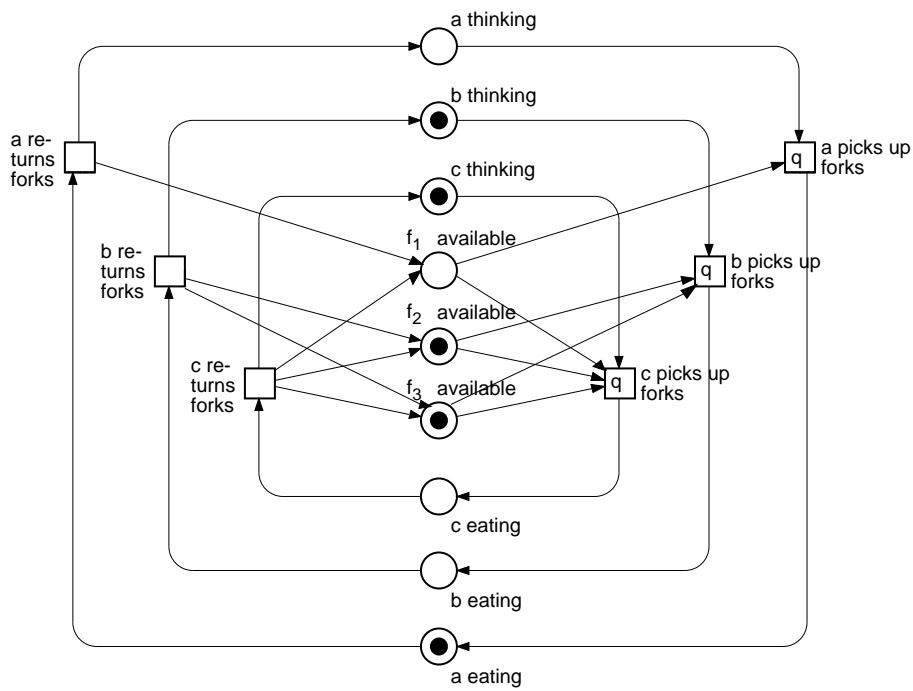 a thinking
b thinking
a re-
turns
forks
q
a picks up
forks
c thinking
f1 available
b re-
turns
forks
q
b picks up
forks
f2 available
c re-
turns
forks
q
c picks up
forks
f3 available
c eating
b eating
a eating